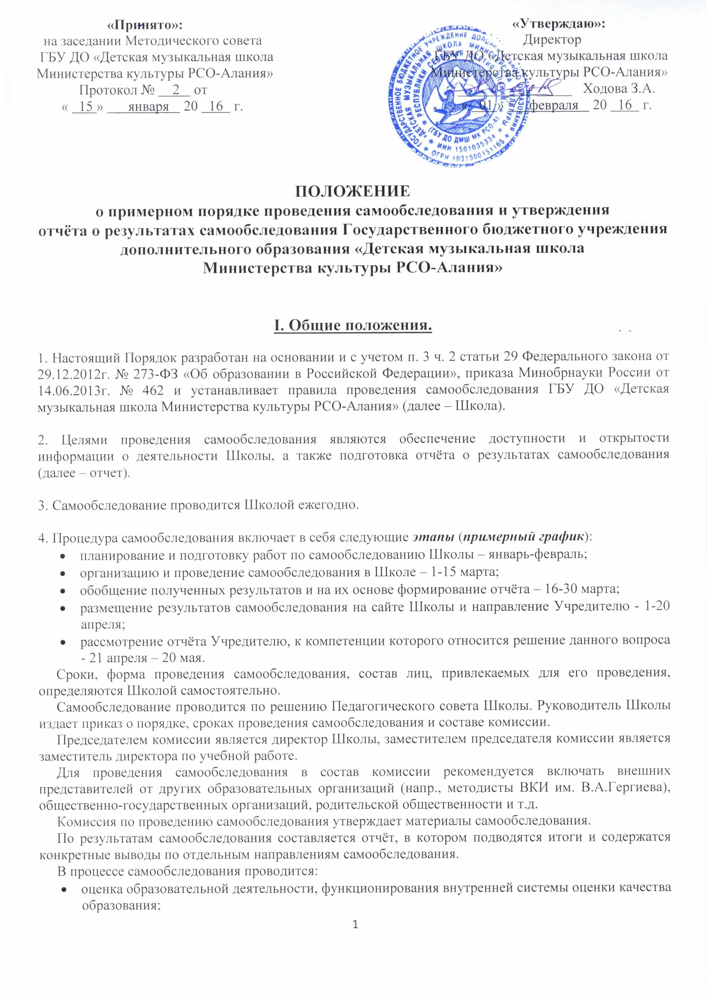 «Принято»:
на заседании Методического совета
ГБУ ДО «Детская музыкальная школа
Министерства культуры РСО-Алания»
Протокол № 2 от
« 15 » января 20 16 г.
«Утверждаю»:
Директор
ГБУ ДО «Детская музыкальная школа
Министерства культуры РСО-Алания»
Ходова З.А.
« 01 » февраля 20 16 г.
ГОСУДАРСТВЕННОЕ БЮДЖЕТНОЕ УЧРЕЖДЕНИЕ ДОПОЛНИТЕЛЬНОГО ОБРАЗОВАНИЯ
«ДЕТСКАЯ МУЗЫКАЛЬНАЯ ШКОЛА МИНИСТЕРСТВА КУЛЬТУРЫ
РЕСПУБЛИКИ СЕВЕРНАЯ ОСЕТИЯ АЛАНИЯ»
(ГБУ ДО ДМШ МК РСО-А)
ИНН 1501035334
ОГРН 1031500151165
ПОЛОЖЕНИЕ
о примерном порядке проведения самообследования и утверждения
отчёта о результатах самообследования Государственного бюджетного учреждения
дополнительного образования «Детская музыкальная школа
Министерства культуры РСО-Алания»
I. Общие положения.
1. Настоящий Порядок разработан на основании и с учетом п. 3 ч. 2 статьи 29 Федерального закона от
29.12.2012г. № 273-ФЗ «Об образовании в Российской Федерации», приказа Минобрнауки России от
14.06.2013г. № 462 и устанавливает правила проведения самообследования ГБУ ДО «Детская
музыкальная школа Министерства культуры РСО-Алания» (далее – Школа).
2. Целями проведения самообследования являются обеспечение доступности и открытости
информации о деятельности Школы, а также подготовка отчёта о результатах самообследования
(далее – отчет).
3. Самообследование проводится Школой ежегодно.
4. Процедура самообследования включает в себя следующие этапы (примерный график):
• планирование и подготовку работ по самообследованию Школы – январь-февраль;
• организацию и проведение самообследования в Школе – 1-15 марта;
• обобщение полученных результатов и на их основе формирование отчёта – 16-30 марта;
• размещение результатов самообследования на сайте Школы и направление Учредителю - 1-20
апреля;
• рассмотрение отчёта Учредителю, к компетенции которого относится решение данного вопроса
- 21 апреля – 20 мая.
Сроки, форма проведения самообследования, состав лиц, привлекаемых для его проведения,
определяются Школой самостоятельно.
Самообследование проводится по решению Педагогического совета Школы. Руководитель Школы
издает приказ о порядке, сроках проведения самообследования и составе комиссии.
Председателем комиссии является директор Школы, заместителем председателя комиссии является
заместитель директора по учебной работе.
Для проведения самообследования в состав комиссии рекомендуется включать внешних
представителей от других образовательных организаций (напр., методисты ВКИ им. В.А.Гергиева),
общественно-государственных организаций, родительской общественности и т.д.
Комиссия по проведению самообследования утверждает материалы самообследования.
По результатам самообследования составляется отчёт, в котором подводятся итоги и содержатся
конкретные выводы по отдельным направлениям самообследования.
В процессе самообследования проводится:
• оценка образовательной деятельности, функционирования внутренней системы оценки качества
образования;
1